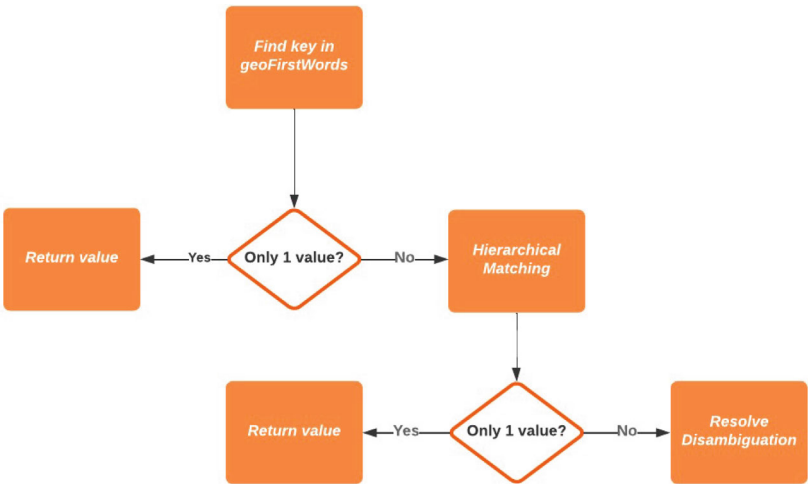 Find key in
geoFirstWords
Return value
Yes
Only 1 value?
No
Hierarchical
Matching
Return value
Yes
Only 1 value?
No
Resolve
Disambiguation